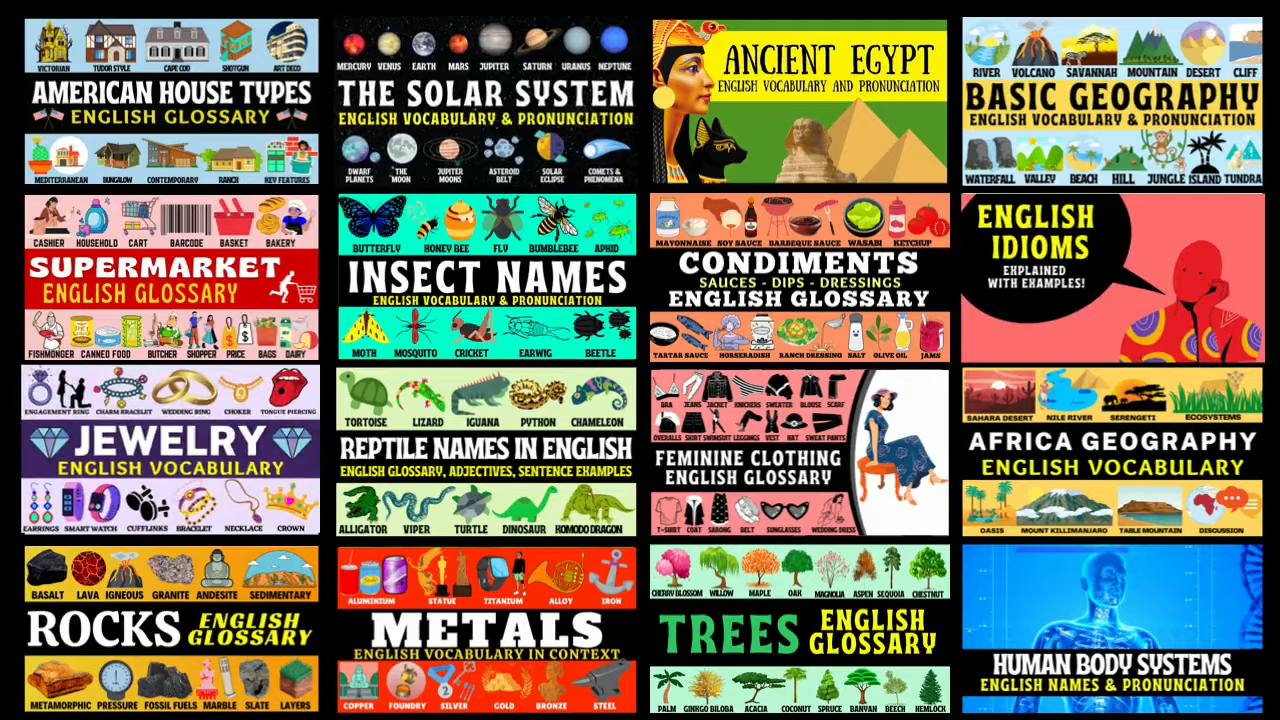 VICTORIAN TUDOR STYLE CAPE COD SHOTGUN ART DECO
AMERICAN HOUSE TYPES
ENGLISH GLOSSARY
MEDITERRANEAN BUNGALOW CONTEMPORARY RANCH KEY FEATURES
MERCURY VENUS EARTH MARS JUPITER SATURN URANUS NEPTUNE
THE SOLAR SYSTEM
ENGLISH VOCABULARY & PRONUNCIATION
DWARF PLANETS THE MOON JUPITER MOONS ASTEROID BELT SOLAR ECLIPSE COMETS & PHENOMENA
ANCIENT EGYPT
ENGLISH VOCABULARY AND PRONUNCIATION
RIVER VOLCANO SAVANNAH MOUNTAIN DESERT CLIFF
BASIC GEOGRAPHY
ENGLISH VOCABULARY & PRONUNCIATION
WATERFALL VALLEY BEACH HILL JUNGLE ISLAND TUNDRA
CASHIER HOUSEHOLD CART BARCODE BASKET BAKERY
SUPERMARKET
ENGLISH GLOSSARY
FISHMONGER CANNED FOOD BUTCHER SHOPPER PRICE BAGS DAIRY
BUTTERFLY HONEY BEE FLY BUMBLEBEE APHID
INSECT NAMES
ENGLISH VOCABULARY & PRONUNCIATION
MOTH MOSQUITO CRICKET EARWIG BEETLE
MAYONNAISE SOY SAUCE BARBEQUE SAUCE WASABI KETCHUP
CONDIMENTS
SAUCES - DIPS - DRESSINGS
ENGLISH GLOSSARY
TARTAR SAUCE HORSERADISH RANCH DRESSING SALT OLIVE OIL JAMS
ENGLISH
IDIOMS
EXPLAINED
WITH EXAMPLES!
ENGAGEMENT RING CHARM BRACELET WEDDING RING CHOKER TONGUE PIERCING
JEWELRY
ENGLISH VOCABULARY
EARRINGS SMART WATCH CUFFLINKS BRACELET NECKLACE CROWN
TORTOISE LIZARD IGUANA PYTHON CHAMELEON
REPTILE NAMES IN ENGLISH
ENGLISH GLOSSARY, ADJECTIVES, SENTENCE EXAMPLES
ALLIGATOR VIPER TURTLE DINOSAUR KOMODO DRAGON
BRA JEANS JACKET KNICKERS SWEATER BLOUSE SCARF
OVERALLS SKIRT SWIMSUIT LEGGINGS VEST HAT SWEAT PANTS
FEMININE CLOTHING
ENGLISH GLOSSARY
T-SHIRT COAT SARONG BELT SUNGLASSES WEDDING DRESS
SAHARA DESERT NILE RIVER SERENGETI ECOSYSTEMS
AFRICA GEOGRAPHY
ENGLISH VOCABULARY
OASIS MOUNT KILLIMANJARO TABLE MOUNTAIN DISCUSSION
BASALT LAVA IGNEOUS GRANITE ANDESITE SEDIMENTARY
ROCKS ENGLISH GLOSSARY
METAMORPHIC PRESSURE FOSSIL FUELS MARBLE SLATE LAYERS
ALUMINIUM STATUE TITANIUM ALLOY IRON
METALS
ENGLISH VOCABULARY IN CONTEXT
COPPER FOUNDRY SILVER GOLD BRONZE STEEL
CHERRY BLOSSOM WILLOW MAPLE OAK MAGNOLIA ASPEN SEQUOIA CHESTNUT
TREES ENGLISH GLOSSARY
PALM GINKGO BILOBA ACACIA COCONUT SPRUCE BANYAN BEECH HEMLOCK
HUMAN BODY SYSTEMS
ENGLISH NAMES & PRONUNCIATION